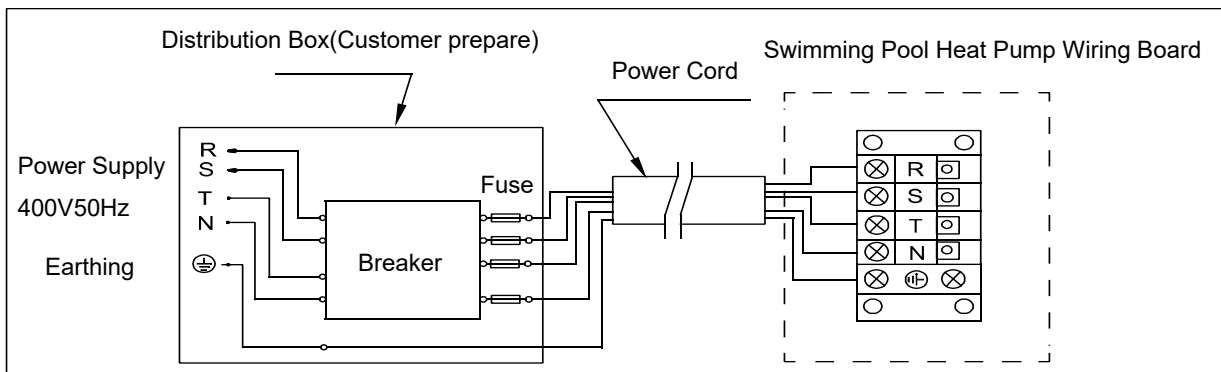 Distribution Box(Customer prepare)
Power Cord
Swimming Pool Heat Pump Wiring Board
Power Supply
400V50Hz
Earthing
R
S
T
N
Fuse
Breaker
R
S
T
N